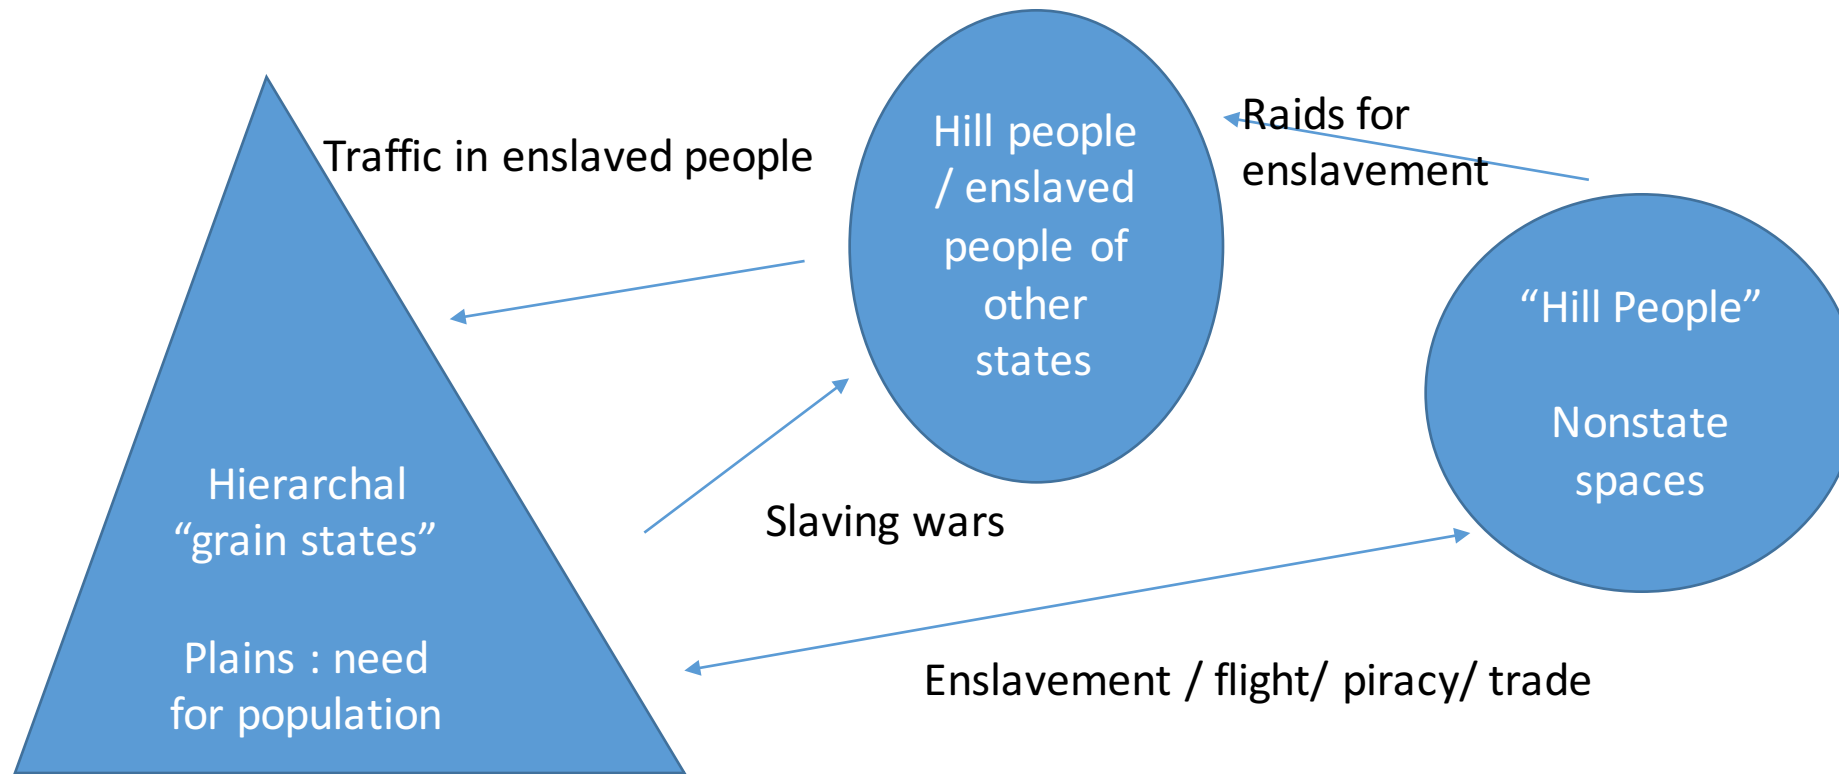 Traffic in enslaved people
Hill people
/ enslaved
people of
other
states
Raids for
enslavement
“Hill People”
Nonstate
spaces
Hierarchal
“grain states”
Plains : need
for population
Slaving wars
Enslavement / flight/ piracy/ trade